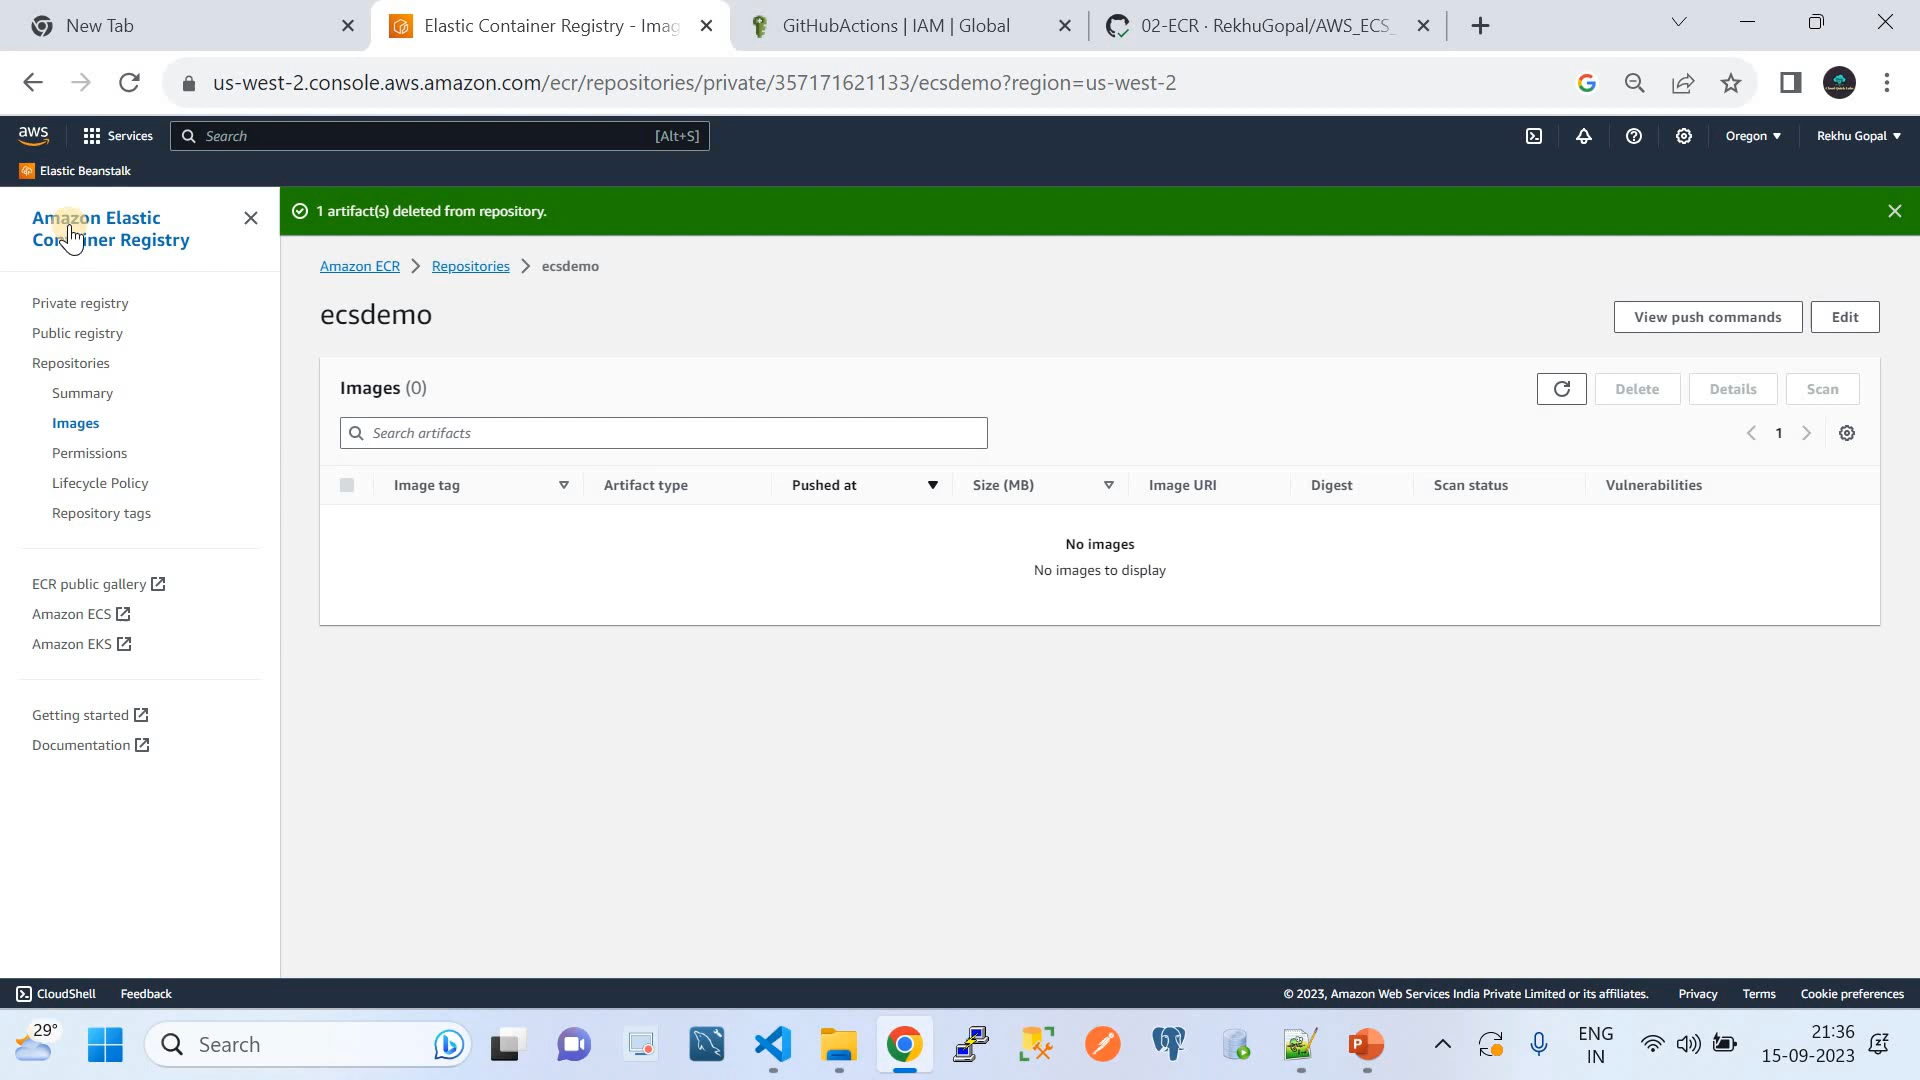 New Tab
Elastic Container Registry - Imag
GitHubActions | IAM | Global
02-ECR · RekhuGopal/AWS_ECS_
us-west-2.console.aws.amazon.com/ecr/repositories/private/357171621133/ecsdemo?region=us-west-2
aws
Services
Search
[Alt+S]
Oregon
Rekhu Gopal
Elastic Beanstalk
Amazon Elastic
Container Registry
Private registry
Public registry
Repositories
Summary
Images
Permissions
Lifecycle Policy
Repository tags
ECR public gallery
Amazon ECS
Amazon EKS
Getting started
Documentation
1 artifact(s) deleted from repository.
Amazon ECR
Repositories
ecsdemo
ecsdemo
View push commands
Edit
Images (0)
Delete
Details
Scan
Search artifacts
1
Image tag
Artifact type
Pushed at
Size (MB)
Image URI
Digest
Scan status
Vulnerabilities
No images
No images to display
CloudShell
Feedback
© 2023, Amazon Web Services India Private Limited or its affiliates.
Privacy
Terms
Cookie preferences
29°
Search
ENG
IN
21:36
15-09-2023